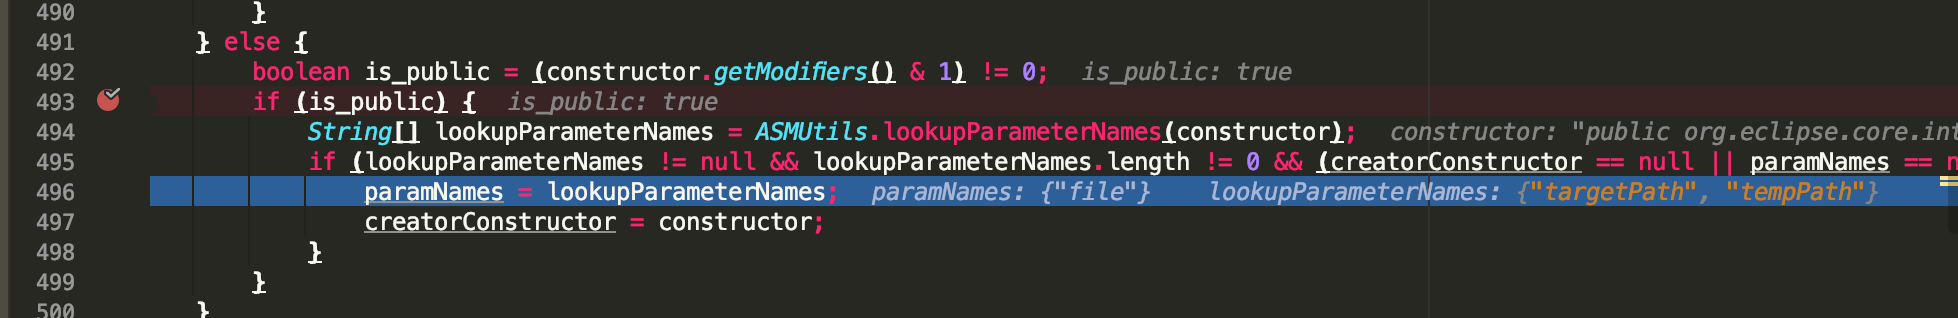 490 }
491 } else {
492 boolean is_public = (constructor.getModifiers() & 1) != 0; is_public: true
493 if (is_public) { is_public: true
494 String[] lookupParameterNames = ASMUtils.lookupParameterNames(constructor); constructor: "public org.eclipse.core.int
495 if (lookupParameterNames != null && lookupParameterNames.length != 0 && (creatorConstructor == null || paramNames == n
496 paramNames = lookupParameterNames; paramNames: {"file"} lookupParameterNames: {"targetPath", "tempPath"}
497 creatorConstructor = constructor;
498 }
499 }
500 }